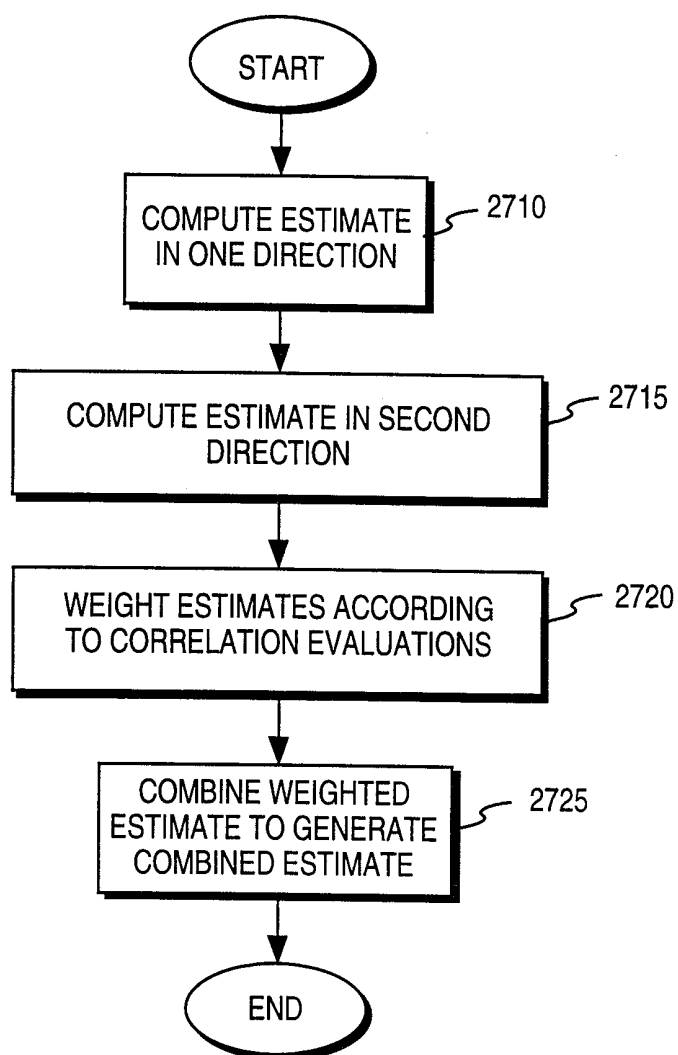 START
COMPUTE ESTIMATE
IN ONE DIRECTION
2710
COMPUTE ESTIMATE IN SECOND
DIRECTION
2715
WEIGHT ESTIMATES ACCORDING
TO CORRELATION EVALUATIONS
2720
COMBINE WEIGHTED
ESTIMATE TO GENERATE
COMBINED ESTIMATE
2725
END